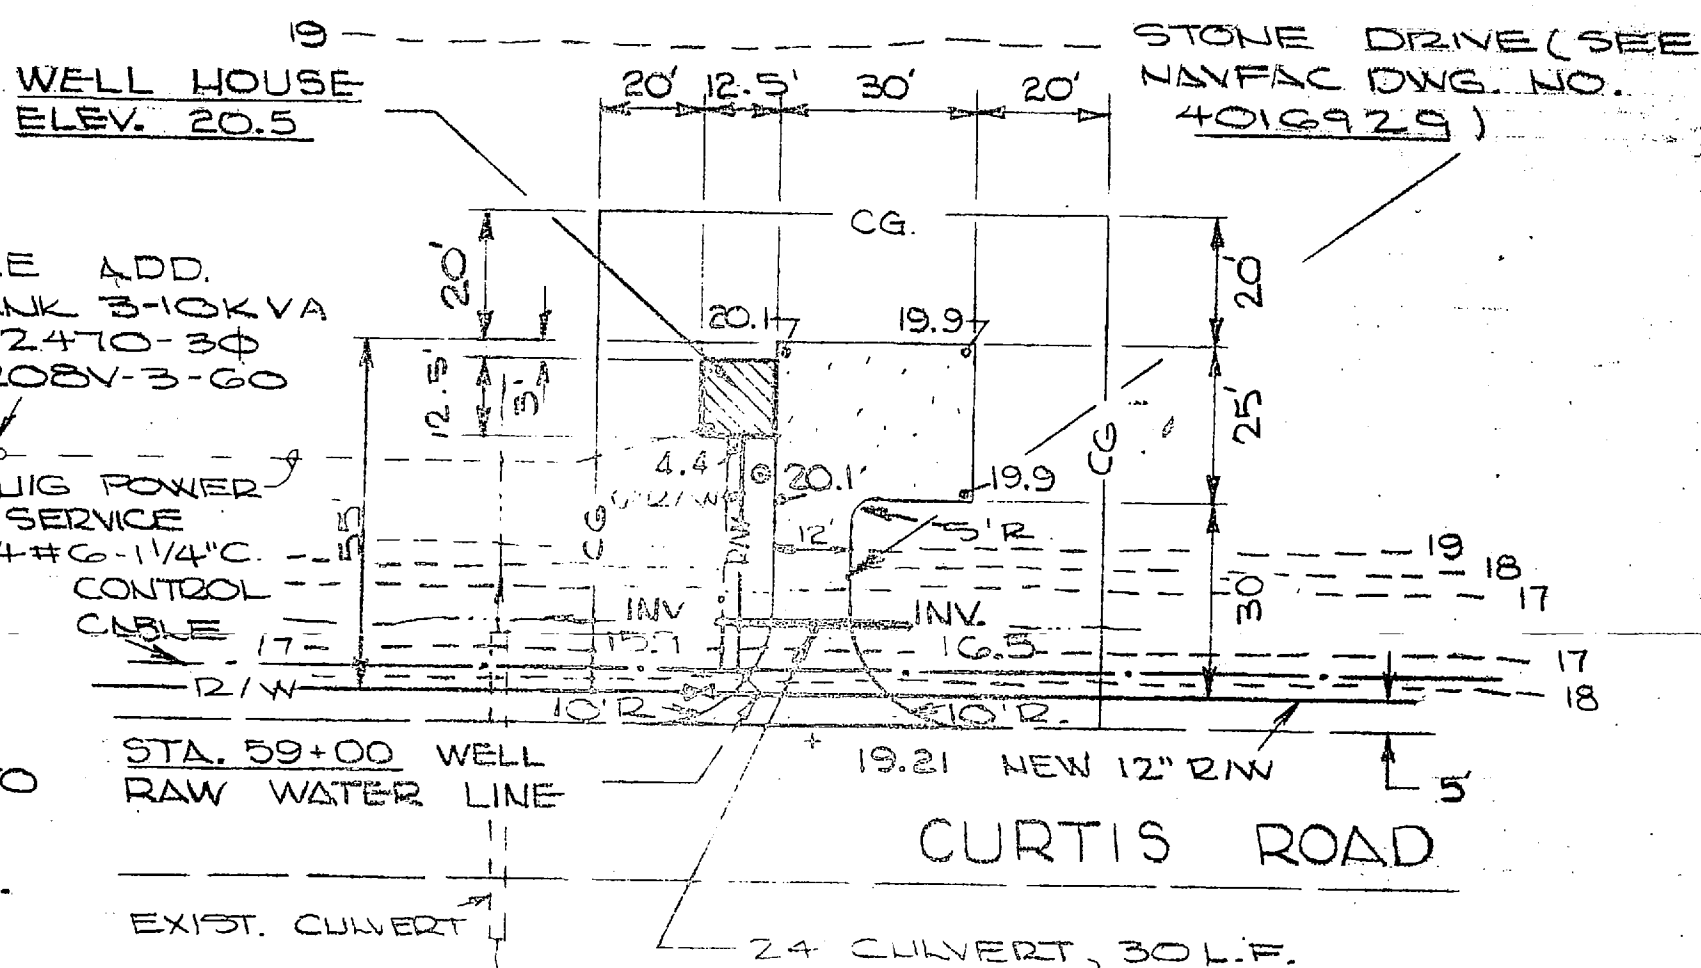 19
STONE DRIVE (SEE
NAVFAC DWG. NO.
4016929)
WELL HOUSE
ELEV. 20.5
20' 12.5' 30' 20'
CG.
20'
20'
ADD.
3-10KVA
2470-3Φ
208V-3-60
20.1
19.9
12.5'
25'
CG
4.4
20.1'
19.9
POWER
SERVICE
4#6-1 1/4"C.
CONTROL
CABLE
55
CG
R/W
12'
5'R.
19
18
17
30'
INV
INV.
16.5
17
17
18
R/W
10'R
10'R.
STA. 59+00 WELL
RAW WATER LINE
19.21 NEW 12" R/W
5'
CURTIS ROAD
EXIST. CULVERT
24 CULVERT, 30 L.F.